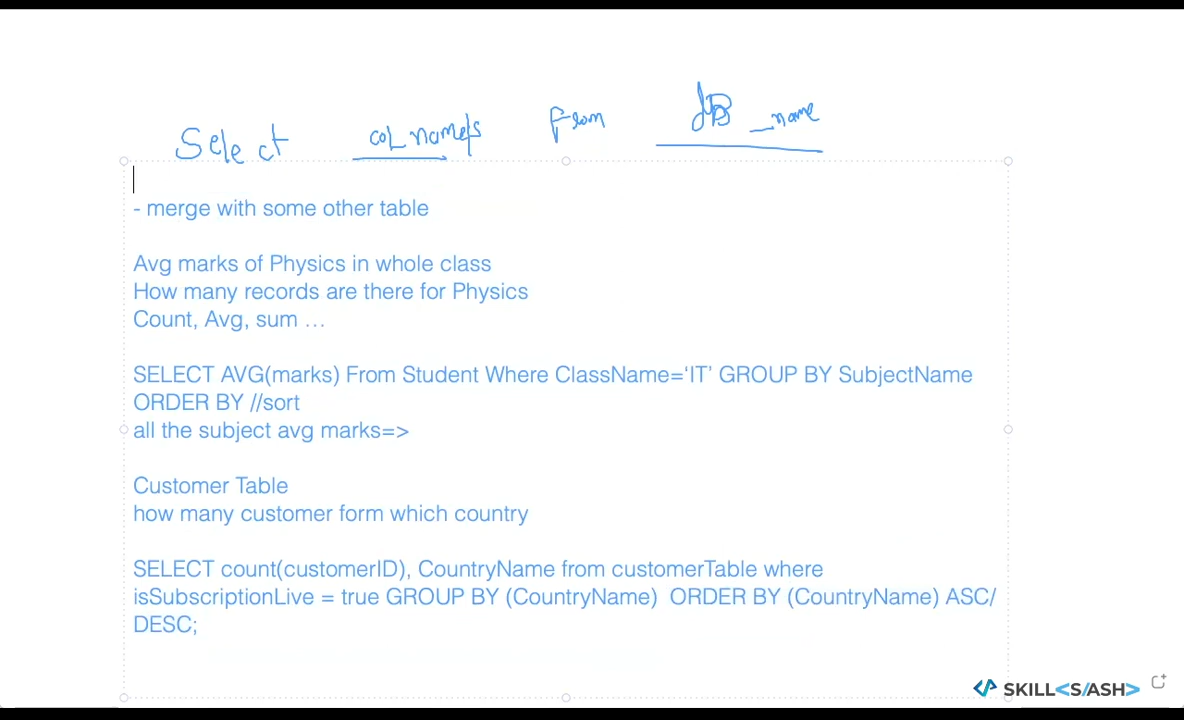 Select col_name/s from DB_name
- merge with some other table
Avg marks of Physics in whole class
How many records are there for Physics
Count, Avg, sum ...
SELECT AVG(marks) From Student Where ClassName=‘IT’ GROUP BY SubjectName
ORDER BY //sort
all the subject avg marks=>
Customer Table
how many customer form which country
SELECT count(customerID), CountryName from customerTable where
isSubscriptionLive = true GROUP BY (CountryName)  ORDER BY (CountryName) ASC/
DESC;
SKILL<S/ASH>